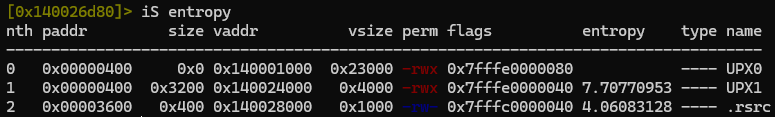 [0x140026d80]> iS entropy
nth paddr          size vaddr          vsize perm flags         entropy    type name
------------------------------------------------------------------------------------
0   0x00000400      0x0 0x140001000  0x23000 -rwx 0x7fffe0000080            ---- UPX0
1   0x00000400   0x3200 0x140024000   0x4000 -rwx 0x7fffe0000040 7.70770953 ---- UPX1
2   0x00003600    0x400 0x140028000   0x1000 -rw- 0x7fffc0000040 4.06083128 ---- .rsrc